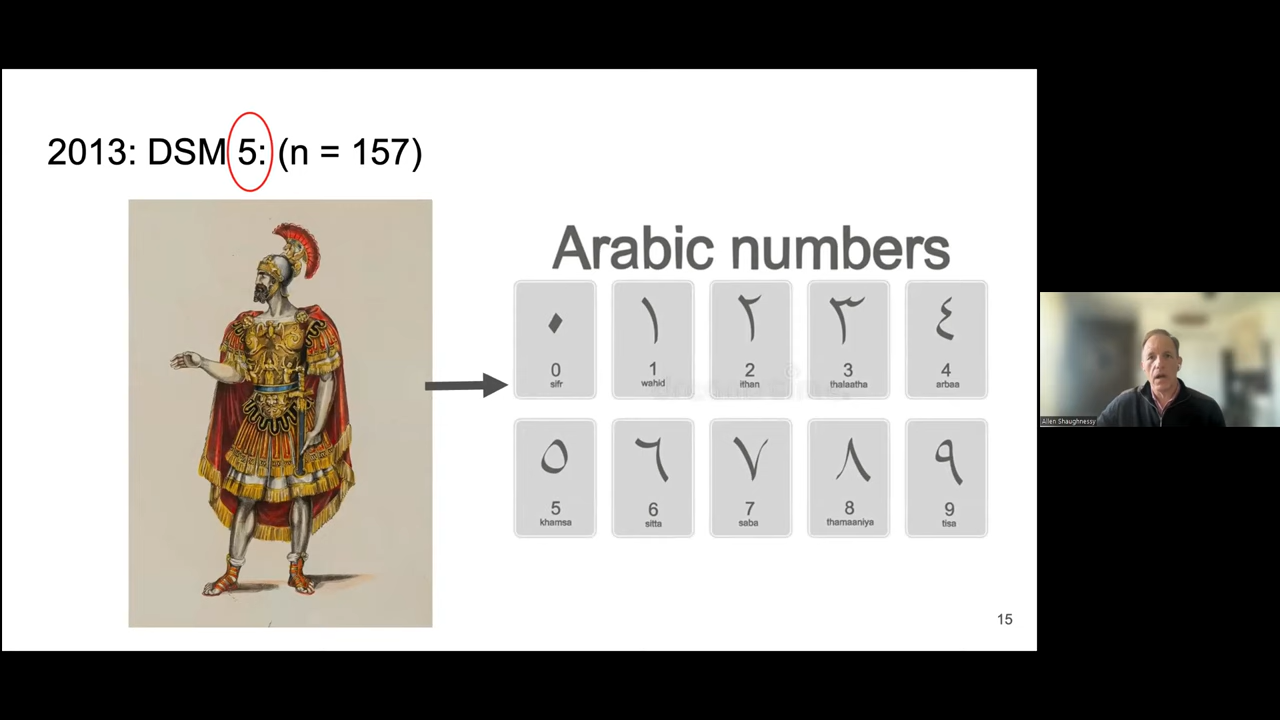 2013: DSM 5: (n = 157)
Arabic numbers
٠ ١ ٢ ٣ ٤
0 1 2 3 4
sifr wahid ithan thalaatha arbaa
٥ ٦ ٧ ٨ ٩
5 6 7 8 9
khamsa sitta saba thamaaniya tisa
15
Allen Shaughnessy